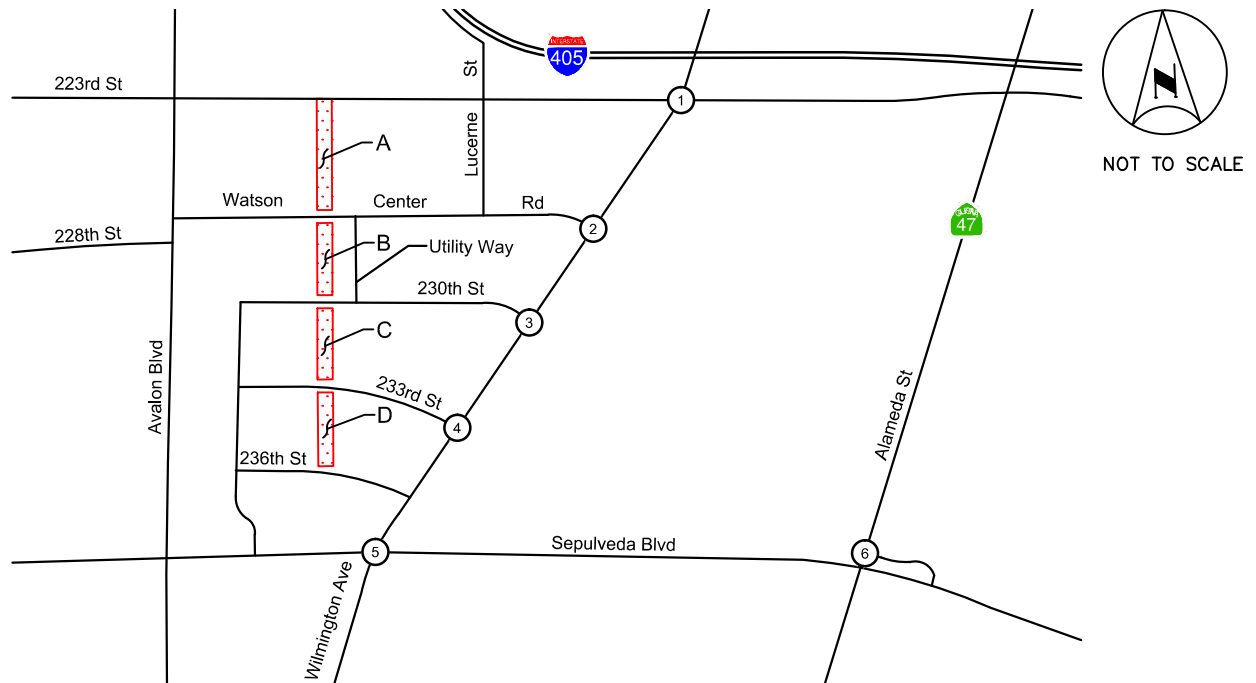 INTERSTATE
405
223rd St
St
Lucerne
1
N
NOT TO SCALE
A
Watson Center Rd
228th St
2
B
Utility Way
CALIFORNIA
47
230th St
3
C
Avalon Blvd
233rd St
D
4
Alameda St
236th St
5
Sepulveda Blvd
6
Wilmington Ave